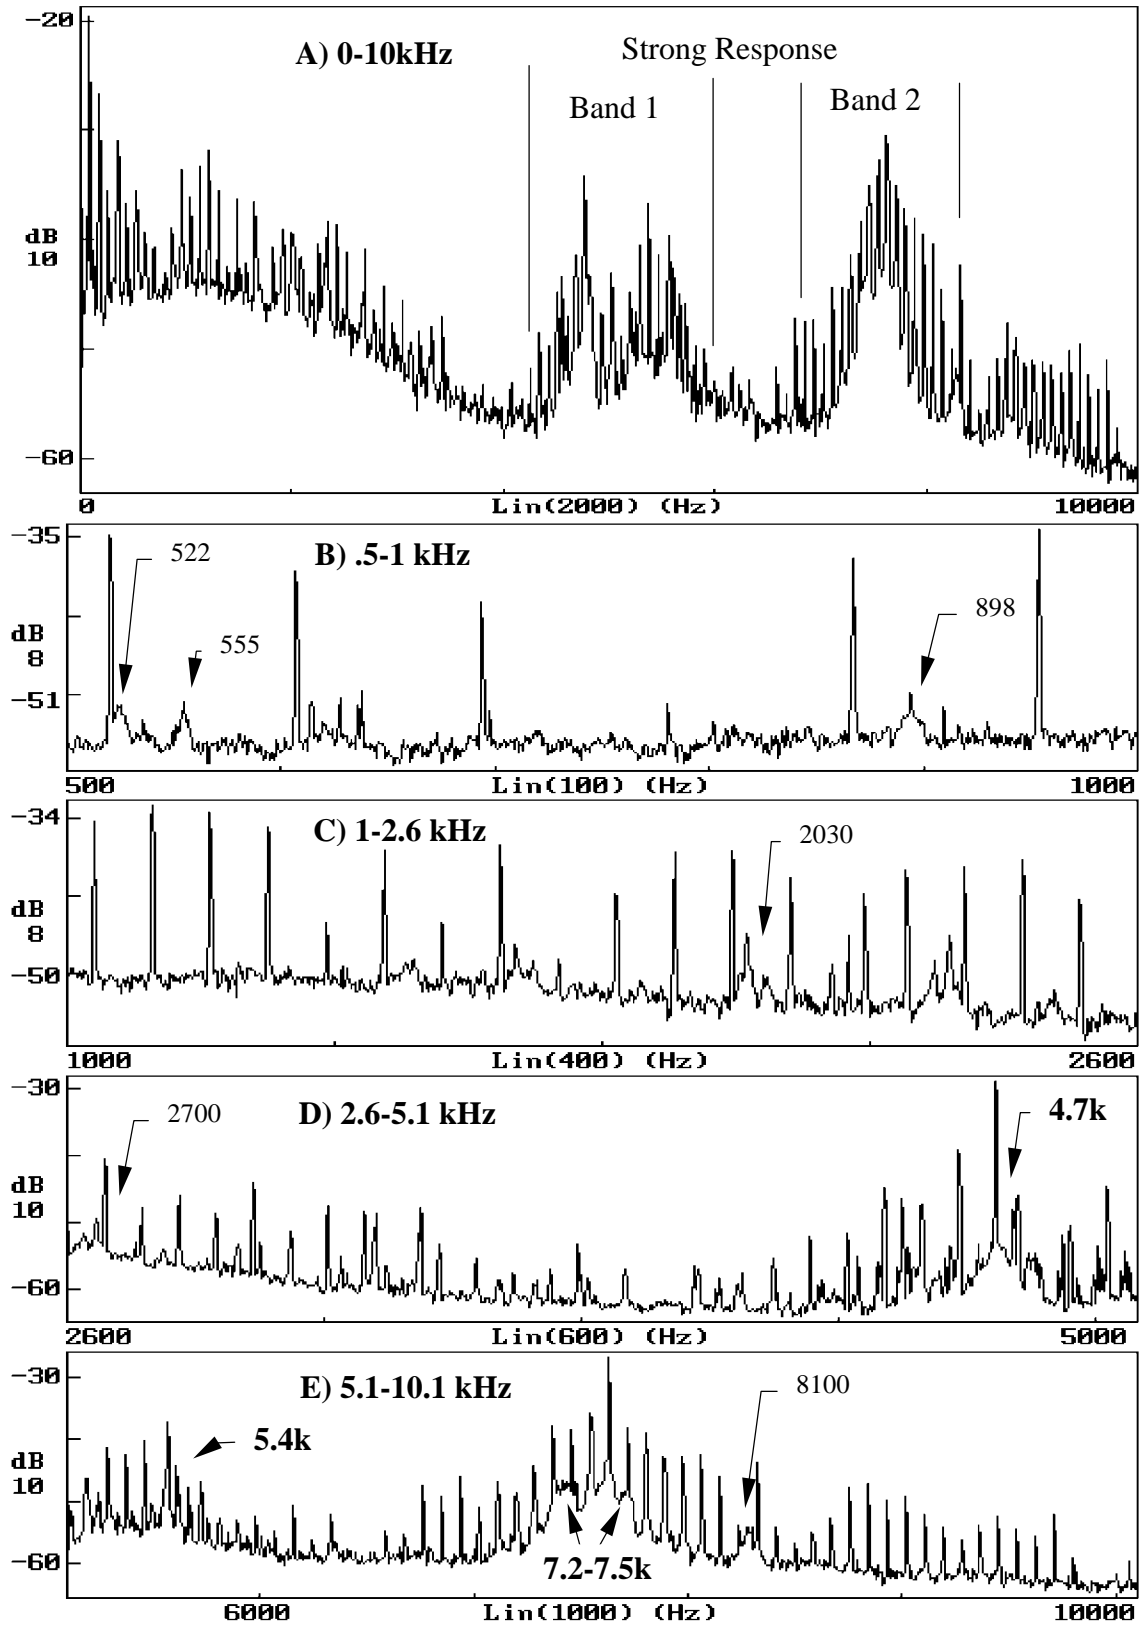 −20
A) 0-10kHz
Strong Response
Band 1
Band 2
dB
10
−60
0
Lin(2000) (Hz)
10000
−35
522
B) .5-1 kHz
555
898
dB
8
−51
500
Lin(100) (Hz)
1000
−34
C) 1-2.6 kHz
2030
dB
8
−50
1000
Lin(400) (Hz)
2600
−30
2700
D) 2.6-5.1 kHz
4.7k
dB
10
−60
2600
Lin(600) (Hz)
5000
−30
E) 5.1-10.1 kHz
8100
5.4k
dB
10
−60
7.2-7.5k
6000
Lin(1000) (Hz)
10000